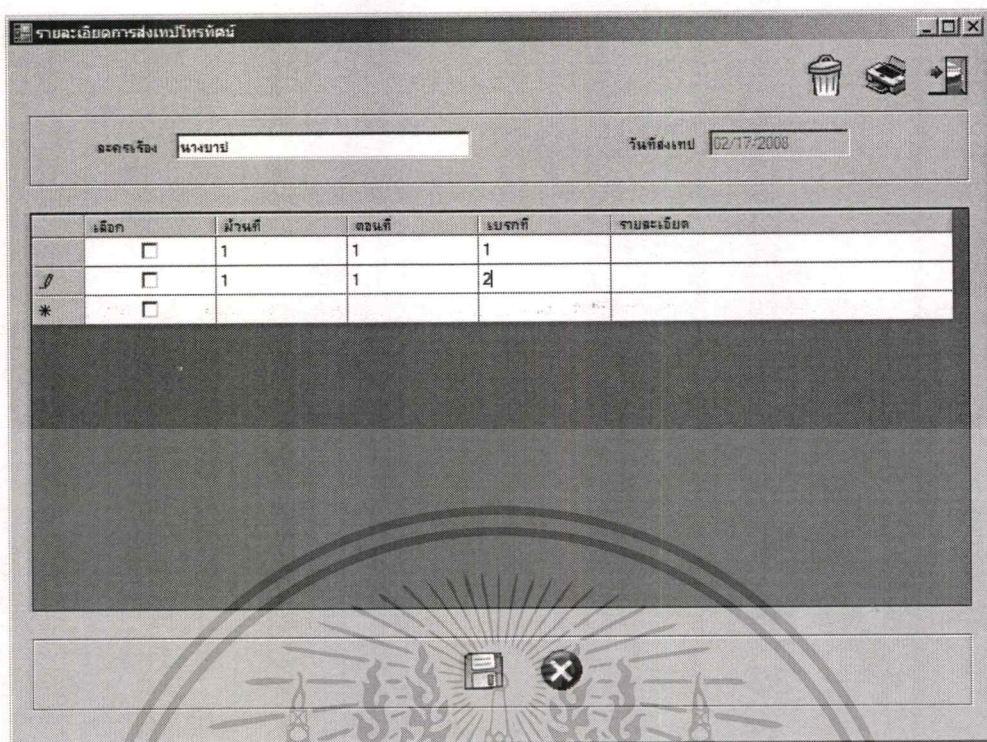 รายละเอียดการส่งเทปโทรทัศน์
ละครเรื่อง นางบาป วันที่ส่งเทป 02/17/2008
เลือก ม้วนที่ ตอนที่ เบรกที่ รายละเอียด
1 1 1
1 1 2
*